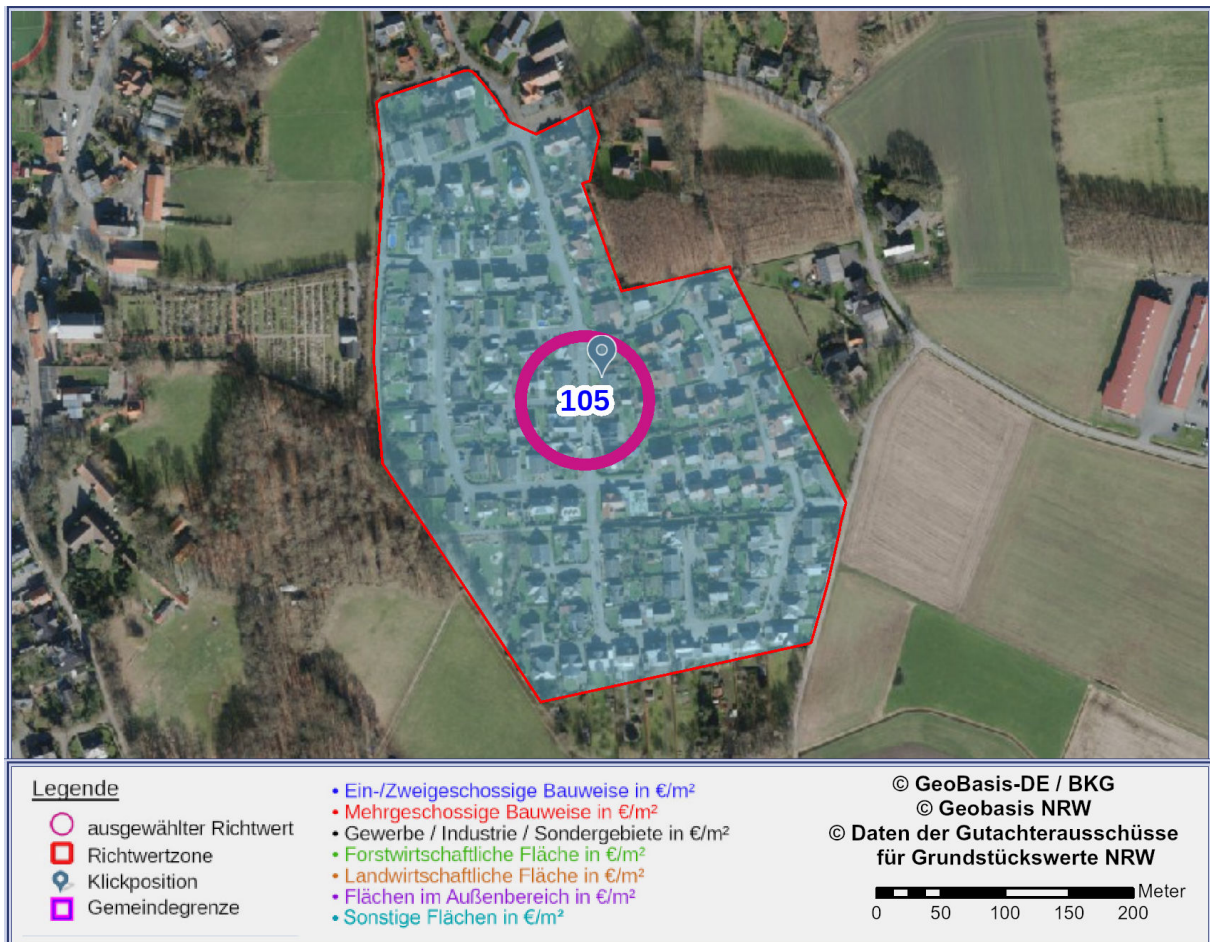 105
Legende
ausgewählter Richtwert
Richtwertzone
Klickposition
Gemeindegrenze
• Ein-/Zweigeschossige Bauweise in €/m²
• Mehrgeschossige Bauweise in €/m²
• Gewerbe / Industrie / Sondergebiete in €/m²
• Forstwirtschaftliche Fläche in €/m²
• Landwirtschaftliche Fläche in €/m²
• Flächen im Außenbereich in €/m²
• Sonstige Flächen in €/m²
© GeoBasis-DE / BKG
© Geobasis NRW
© Daten der Gutachterausschüsse
für Grundstückswerte NRW
Meter
0 50 100 150 200